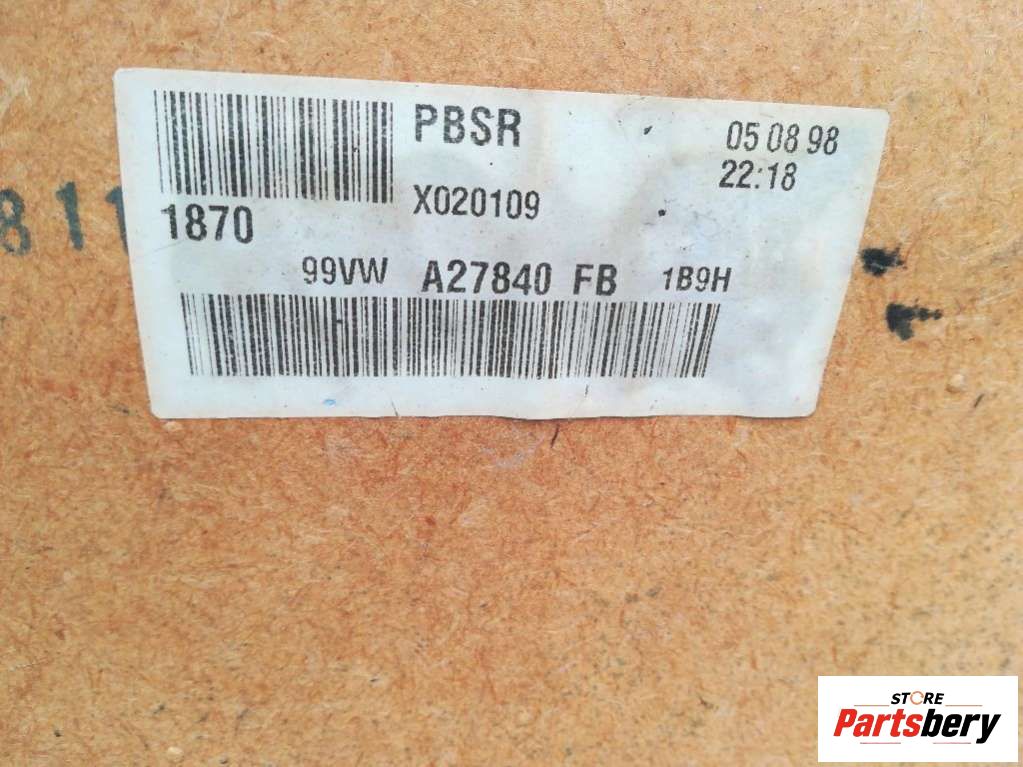 PBSR 05 08 98
22:18
X020109
811
1870
99VW A27840 FB 1B9H
STORE
Partsbery